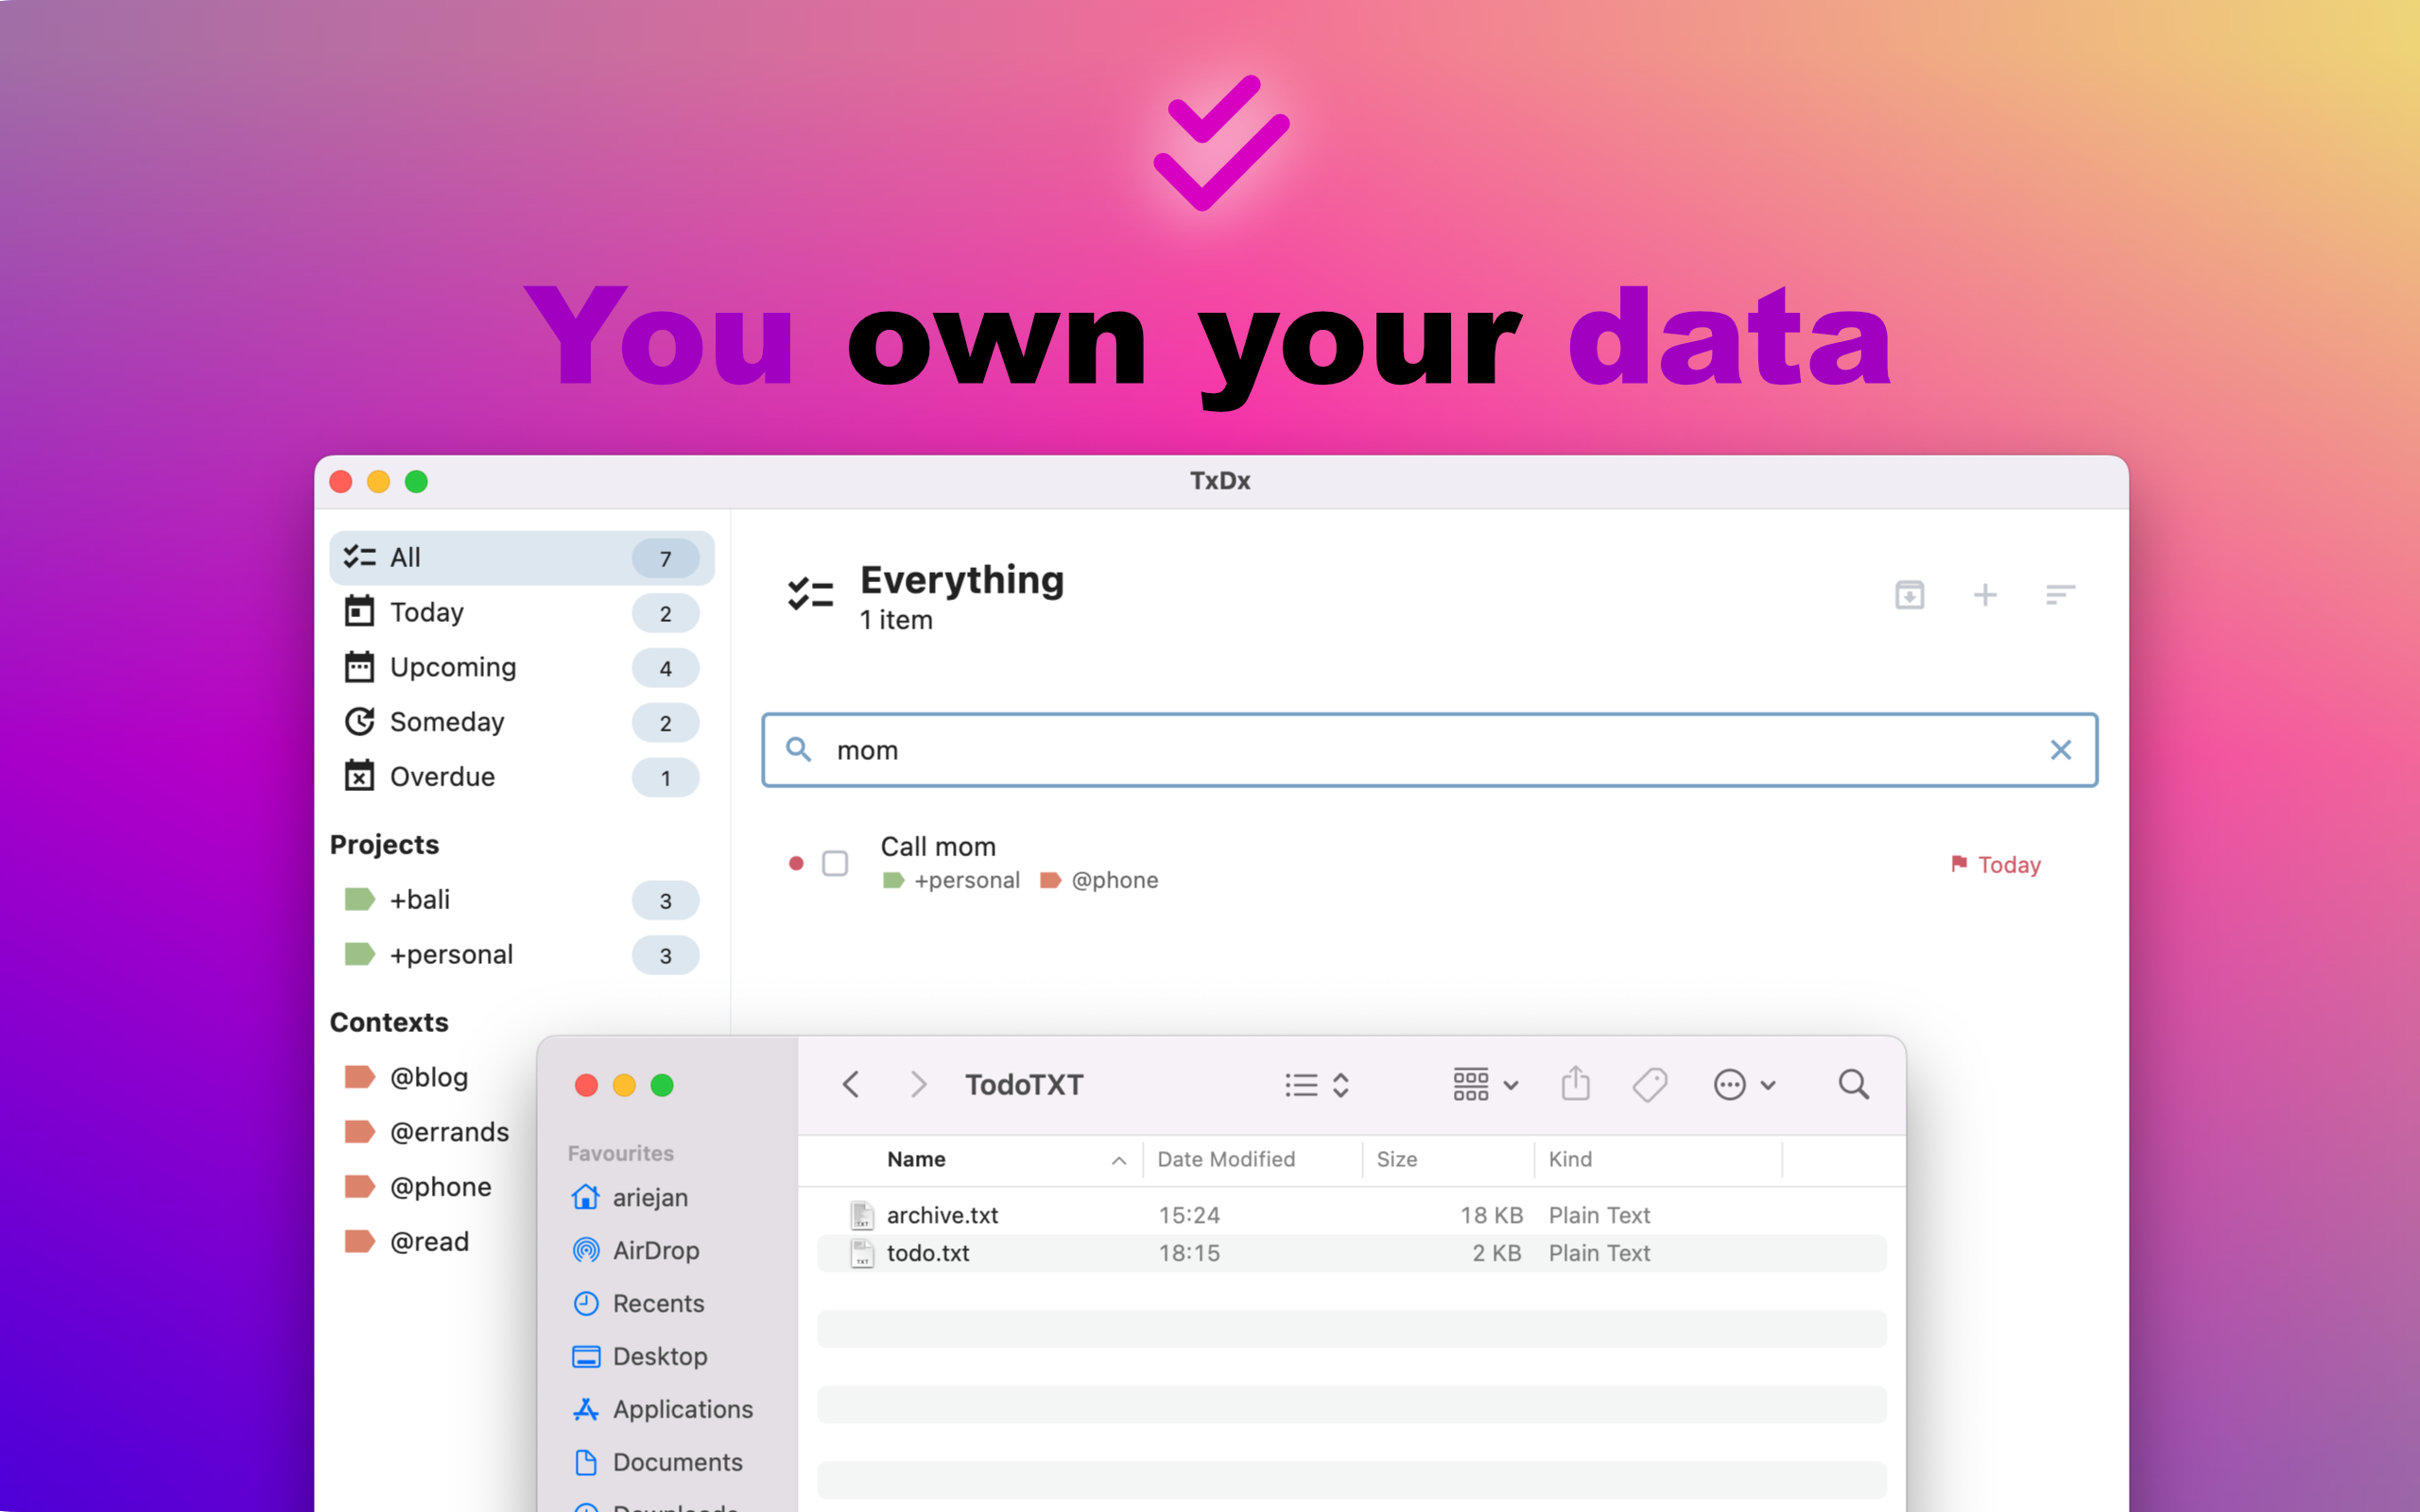 You own your data
TxDx
All 7
Today 2
Upcoming 4
Someday 2
Overdue 1
Projects
+bali 3
+personal 3
Contexts
@blog
@errands
@phone
@read
Everything
1 item
mom
Call mom
+personal @phone
Today
TodoTXT
Favourites
ariejan
AirDrop
Recents
Desktop
Applications
Documents
Name Date Modified Size Kind
archive.txt 15:24 18 KB Plain Text
todo.txt 18:15 2 KB Plain Text